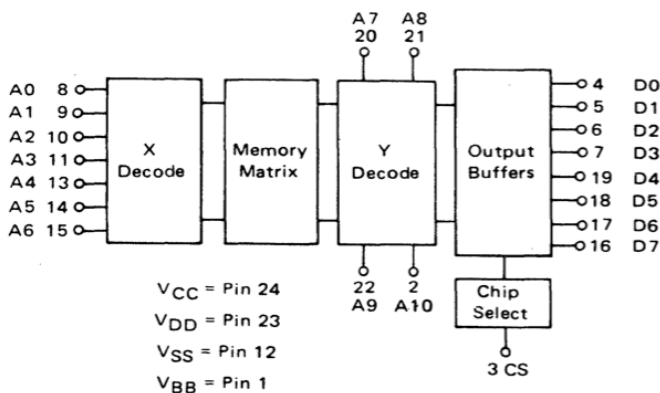 A7 A8
20 21
A0 8
A1 9
A2 10
A3 11
A4 13
A5 14
A6 15
X
Decode
Memory
Matrix
Y
Decode
Output
Buffers
4 D0
5 D1
6 D2
7 D3
19 D4
18 D5
17 D6
16 D7
22 2
A9 A10
Chip
Select
3 CS
VCC = Pin 24
VDD = Pin 23
VSS = Pin 12
VBB = Pin 1